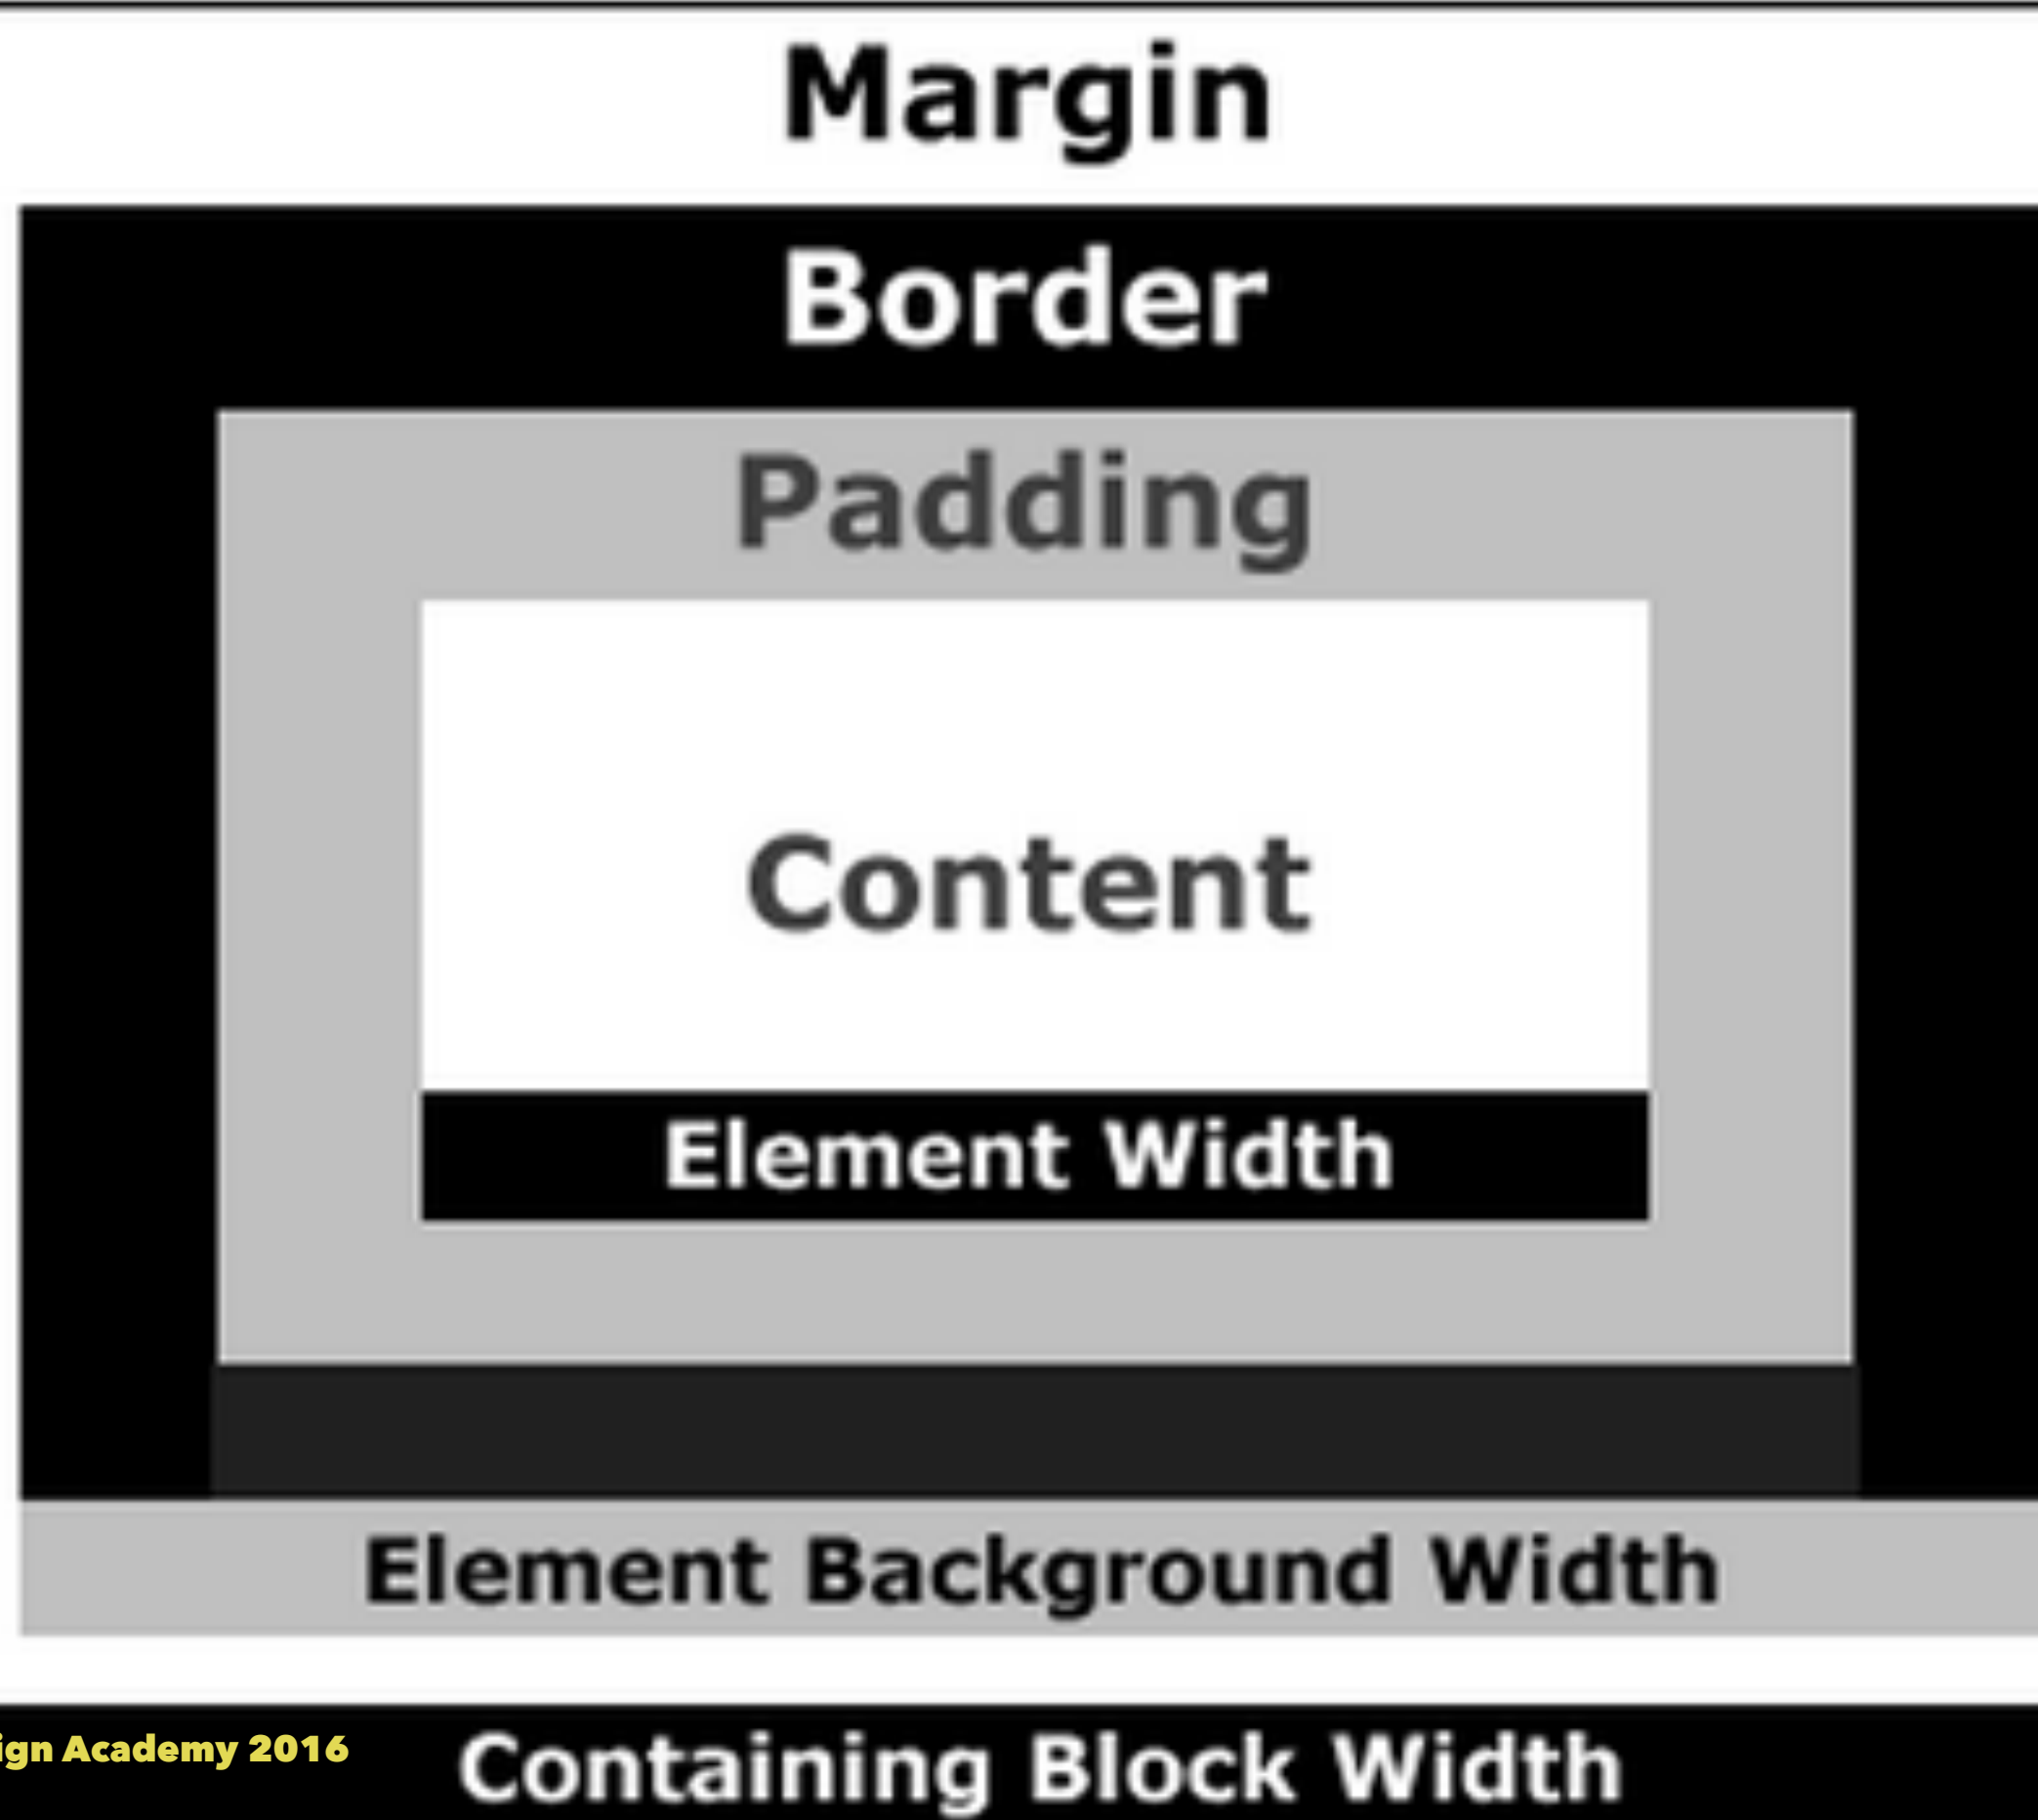 Margin
Border
Padding
Content
Element Width
Element Background Width
Academy 2016
Containing Block Width